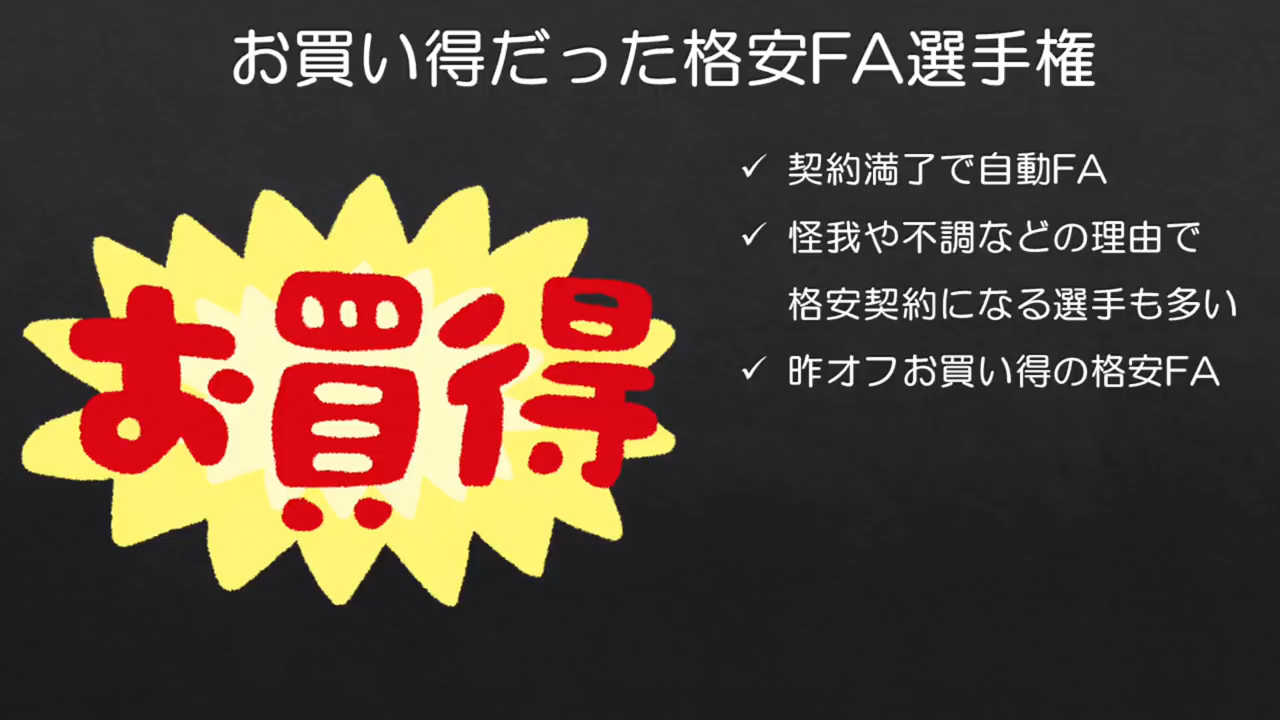 お買い得だった格安FA選手権
お買得
✓ 契約満了で自動FA
✓ 怪我や不調などの理由で
格安契約になる選手も多い
✓ 昨オフお買い得の格安FA